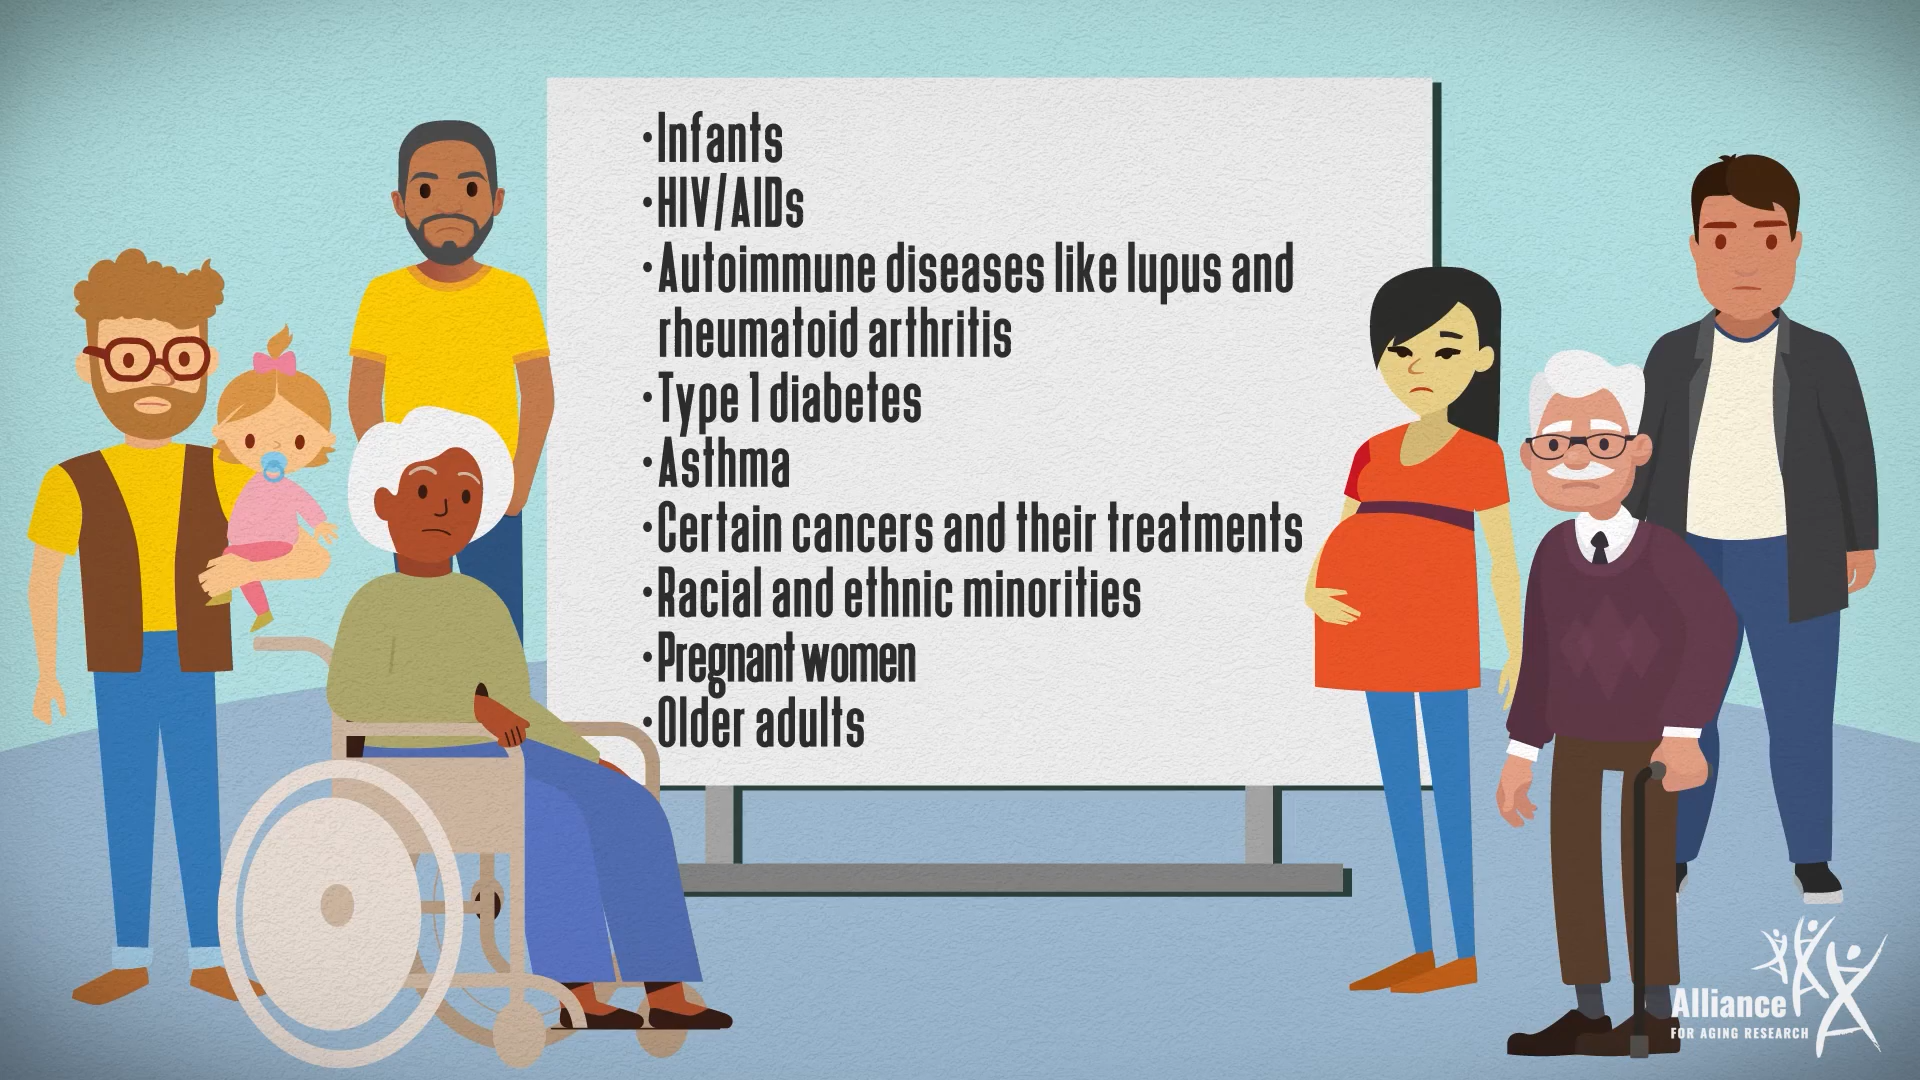 •Infants
•HIV/AIDs
•Autoimmune diseases like lupus and
rheumatoid arthritis
•Type 1 diabetes
•Asthma
•Certain cancers and their treatments
•Racial and ethnic minorities
•Pregnant women
•Older adults
Alliance
FOR AGING RESEARCH